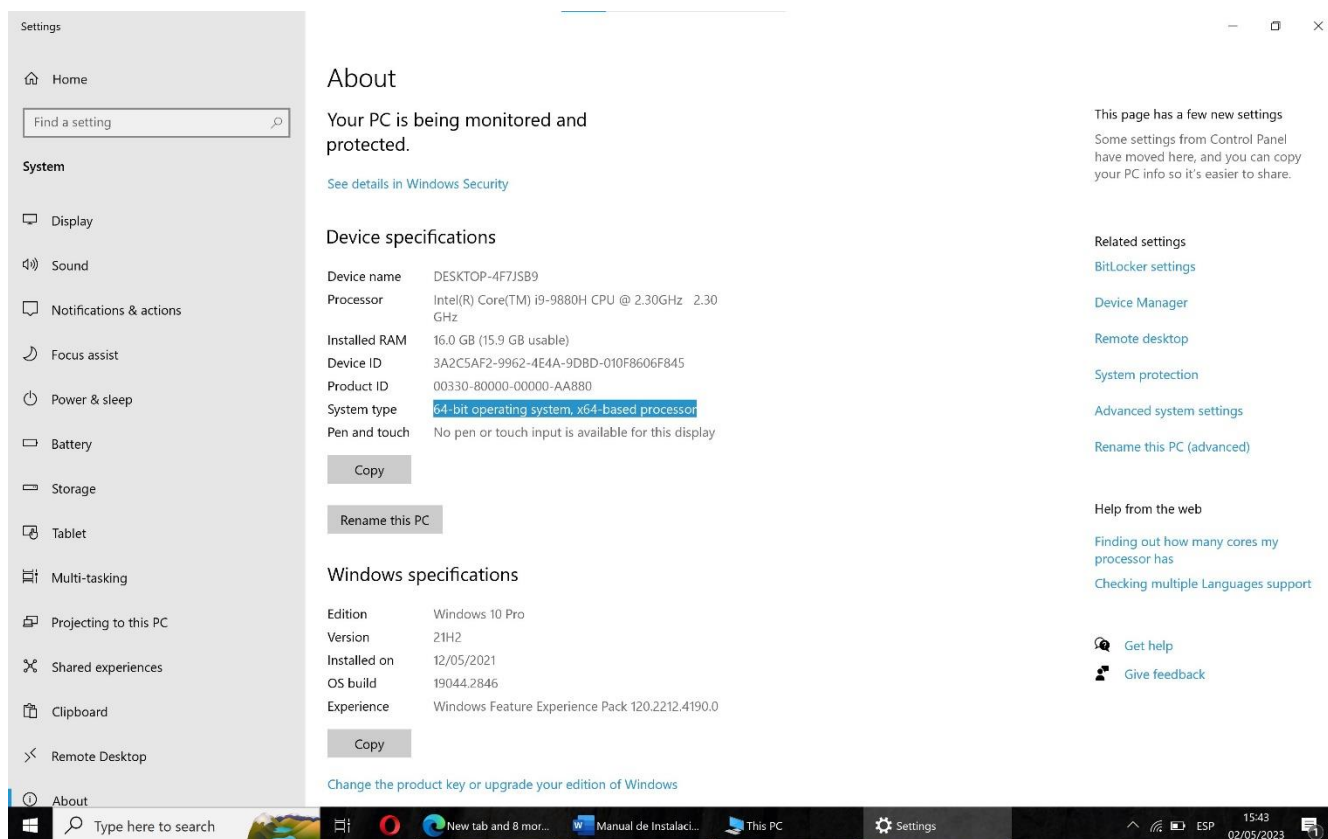 Settings
Home
Find a setting
System
Display
Sound
Notifications & actions
Focus assist
Power & sleep
Battery
Storage
Tablet
Multi-tasking
Projecting to this PC
Shared experiences
Clipboard
Remote Desktop
About
About
Your PC is being monitored and
protected.
See details in Windows Security
Device specifications
Device name DESKTOP-4F7JSB9
Processor Intel(R) Core(TM) i9-9880H CPU @ 2.30GHz 2.30
GHz
Installed RAM 16.0 GB (15.9 GB usable)
Device ID 3A2C5AF2-9962-4E4A-9DBD-010F8606F845
Product ID 00330-80000-00000-AA880
System type 64-bit operating system, x64-based processor
Pen and touch No pen or touch input is available for this display
Copy
Rename this PC
Windows specifications
Edition Windows 10 Pro
Version 21H2
Installed on 12/05/2021
OS build 19044.2846
Experience Windows Feature Experience Pack 120.2212.4190.0
Copy
Change the product key or upgrade your edition of Windows
This page has a few new settings
Some settings from Control Panel
have moved here, and you can copy
your PC info so it's easier to share.
Related settings
BitLocker settings
Device Manager
Remote desktop
System protection
Advanced system settings
Rename this PC (advanced)
Help from the web
Finding out how many cores my
processor has
Checking multiple Languages support
Get help
Give feedback
Type here to search
New tab and 8 mor...
W Manual de Instalaci...
This PC
Settings
ESP
15:43
02/05/2023
1